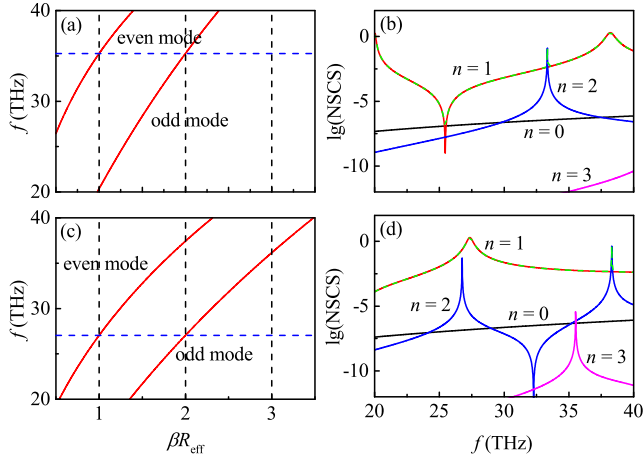 (a)
even mode
odd mode
f (THz)
40
30
20
(b)
n = 1
n = 2
n = 0
n = 3
lg(NSCS)
0
-5
-10
(c)
even mode
odd mode
f (THz)
40
30
20
1
2
3
βR_eff
(d)
n = 1
n = 2
n = 0
n = 3
lg(NSCS)
0
-5
-10
20
25
30
35
40
f (THz)